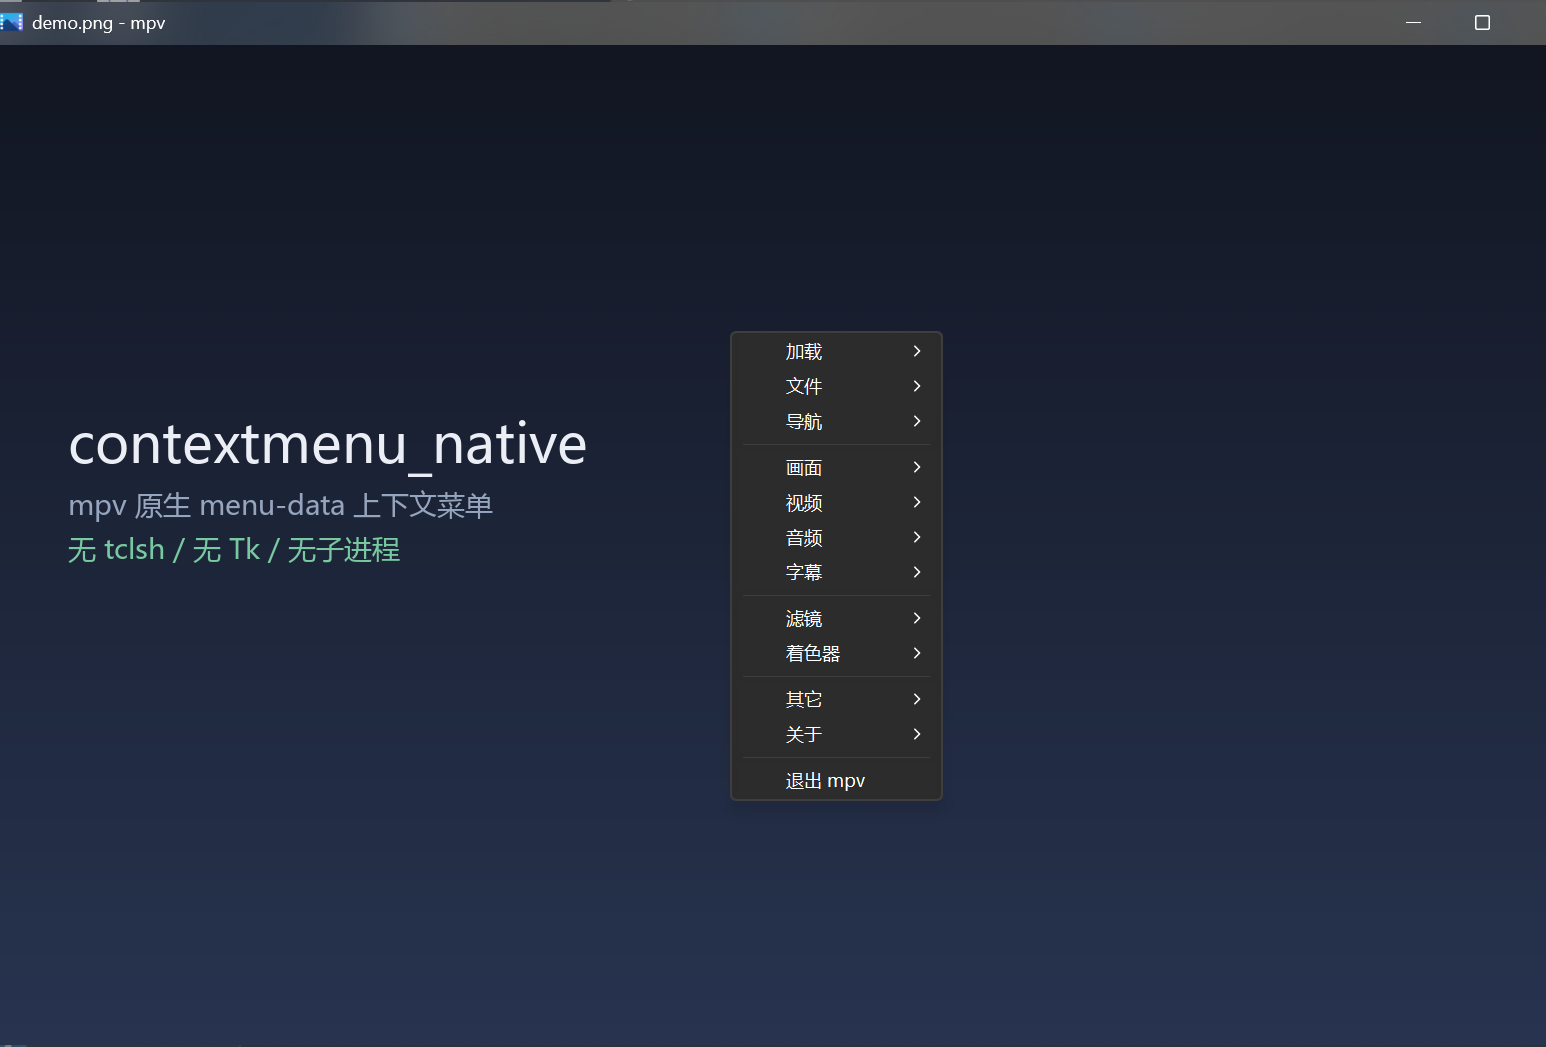 demo.png - mpv
contextmenu_native
mpv 原生 menu-data 上下文菜单
无 tclsh / 无 Tk / 无子进程
加载
文件
导航
画面
视频
音频
字幕
滤镜
着色器
其它
关于
退出 mpv